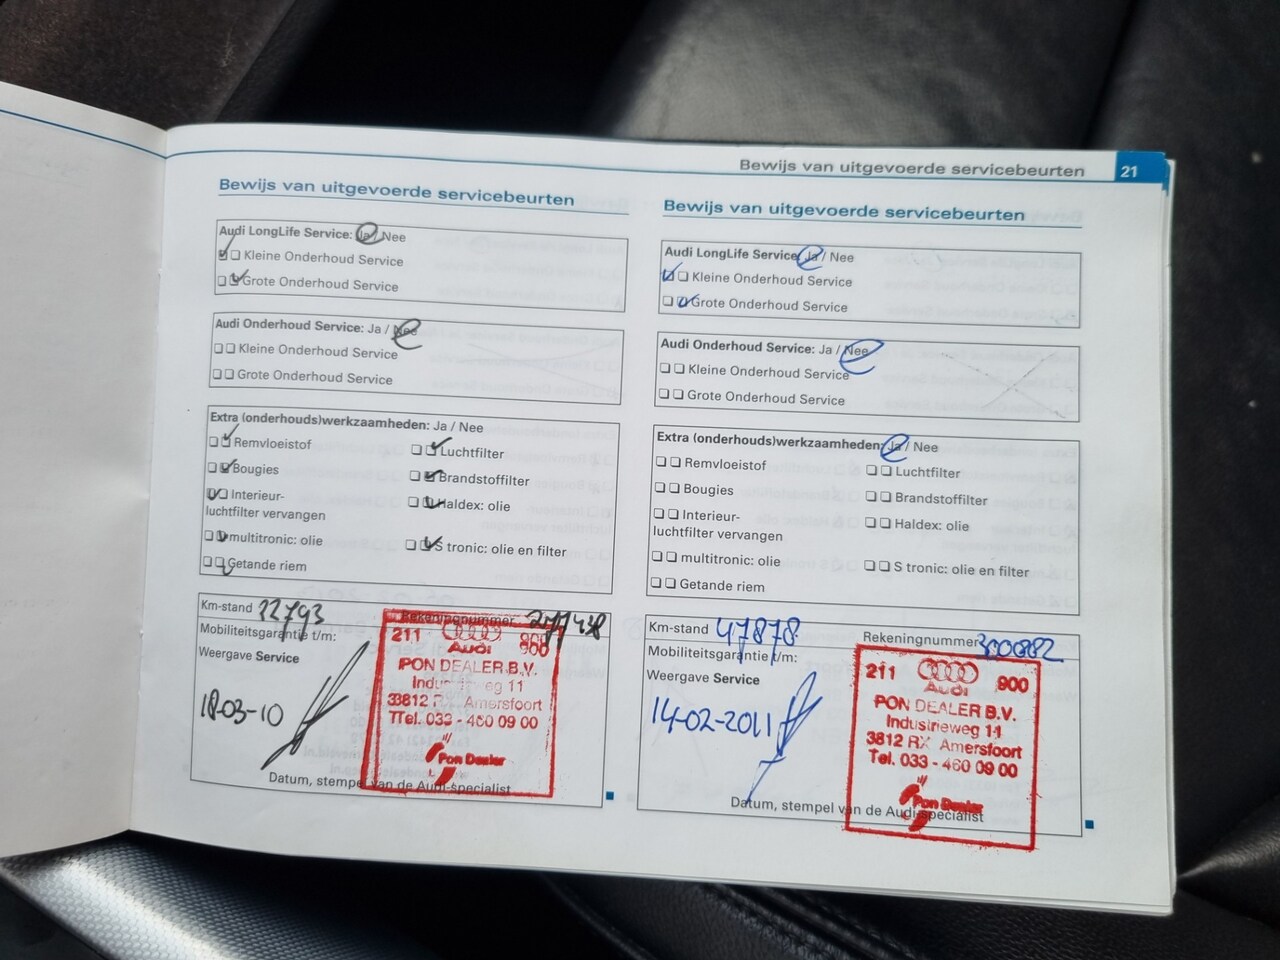 Bewijs van uitgevoerde servicebeurten 21
Bewijs van uitgevoerde servicebeurten
Audi LongLife Service: Ja / Nee
Kleine Onderhoud Service
Grote Onderhoud Service
Audi Onderhoud Service: Ja / Nee
Kleine Onderhoud Service
Grote Onderhoud Service
Extra (onderhouds)werkzaamheden: Ja / Nee
Remvloeistof
Luchtfilter
Bougies
Brandstoffilter
Interieur-
luchtfilter vervangen
Haldex: olie
multitronic: olie
S tronic: olie en filter
Getande riem
Km-stand 22793
Rekeningnummer
Mobiliteitsgarantie t/m:
Weergave Service
18-03-10
211 Audi 900
PON DEALER B.V.
Amersfoort
Tel. 033 - 460 09 00
Pon Dealer
Datum, stempel van de Audi-specialist
Bewijs van uitgevoerde servicebeurten
Audi LongLife Service: Ja / Nee
Kleine Onderhoud Service
Grote Onderhoud Service
Audi Onderhoud Service: Ja / Nee
Kleine Onderhoud Service
Grote Onderhoud Service
Extra (onderhouds)werkzaamheden: Ja / Nee
Remvloeistof
Luchtfilter
Bougies
Brandstoffilter
Interieur-
luchtfilter vervangen
Haldex: olie
multitronic: olie
S tronic: olie en filter
Getande riem
Km-stand 47878
Rekeningnummer 300882
Mobiliteitsgarantie t/m:
Weergave Service
14-02-2011
211 Audi 900
PON DEALER B.V.
Industrieweg 11
3812 RX Amersfoort
Tel. 033 - 460 09 00
Pon Dealer
Datum, stempel van de Audi-specialist